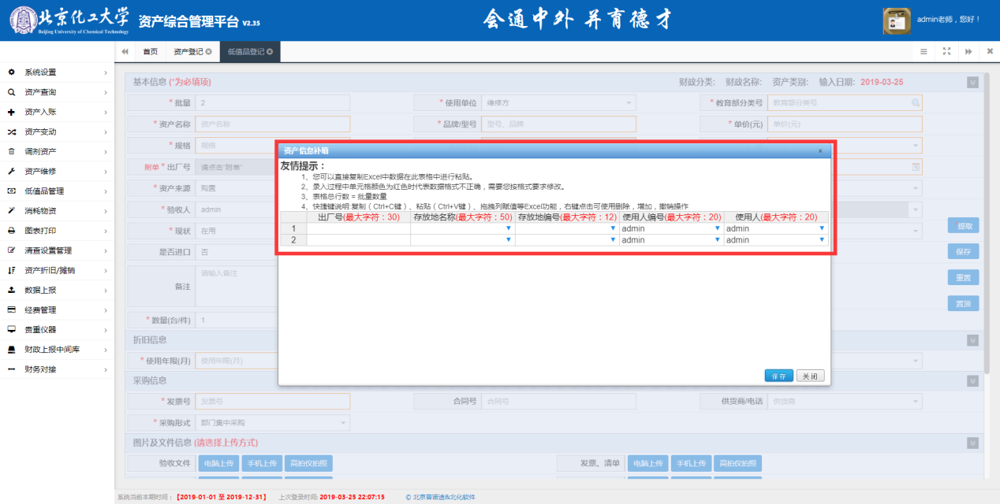 北京化工大学
Beijing University of Chemical Technology
资产综合管理平台 V2.35
会通中外 并育德才
admin老师，您好！
首页 资产登记 低值品登记
系统设置
资产查询
资产入账
资产变动
调剂资产
资产维修
低值品管理
消耗物资
图表打印
清查设置管理
资产折旧/摊销
数据上报
经费管理
贵重仪器
财政上报中间库
财务对接
基本信息 (*为必填项) 财政分类: 财政名称: 资产类别: 输入日期: 2019-03-25
* 批量 2 * 使用单位 维修方 * 教育部分类号 教育部分类号
* 资产名称 资产名称 * 品牌/型号 型号、品牌 * 单价(元) 单价(元)
* 规格 规格
附单 * 出厂号 请点击"附单"
* 资产来源 购置
* 验收人 admin
* 现状 在用
是否进口 否
备注 请输入备注
* 数量(台/件) 1
提取
保存
重置
置顶
资产信息补填 x
友情提示：
1、您可以直接复制Excel中数据在此表格中进行粘贴。
2、录入过程中单元格颜色为红色时代表数据格式不正确，需要您按格式要求修改。
3、表格总行数 = 批量数量
4、快捷键说明:复制（Ctrl+C键）、粘贴（Ctrl+V键）、拖拽列赋值等Excel功能，右键点击可使用删除，增加，撤销操作
出厂号(最大字符：30) 存放地名称(最大字符：50) 存放地编号(最大字符：12) 使用人编号(最大字符：20) 使用人(最大字符：20)
1 admin admin
2 admin admin
保存 关闭
折旧信息
* 使用年限(月) 使用年限(月)
采购信息
* 发票号 发票号 合同号 合同号 供货商/电话 供货商
* 采购形式 部门集中采购
图片及文件信息 (请选择上传方式)
验收文件 电脑上传 手机上传 高拍仪拍照 发票、清单 电脑上传 手机上传 高拍仪拍照
系统当前本期时间：【2019-01-01 至 2019-12-31】 上次登录时间: 2019-03-25 22:07:15 © 北京普诺迪&北化软件